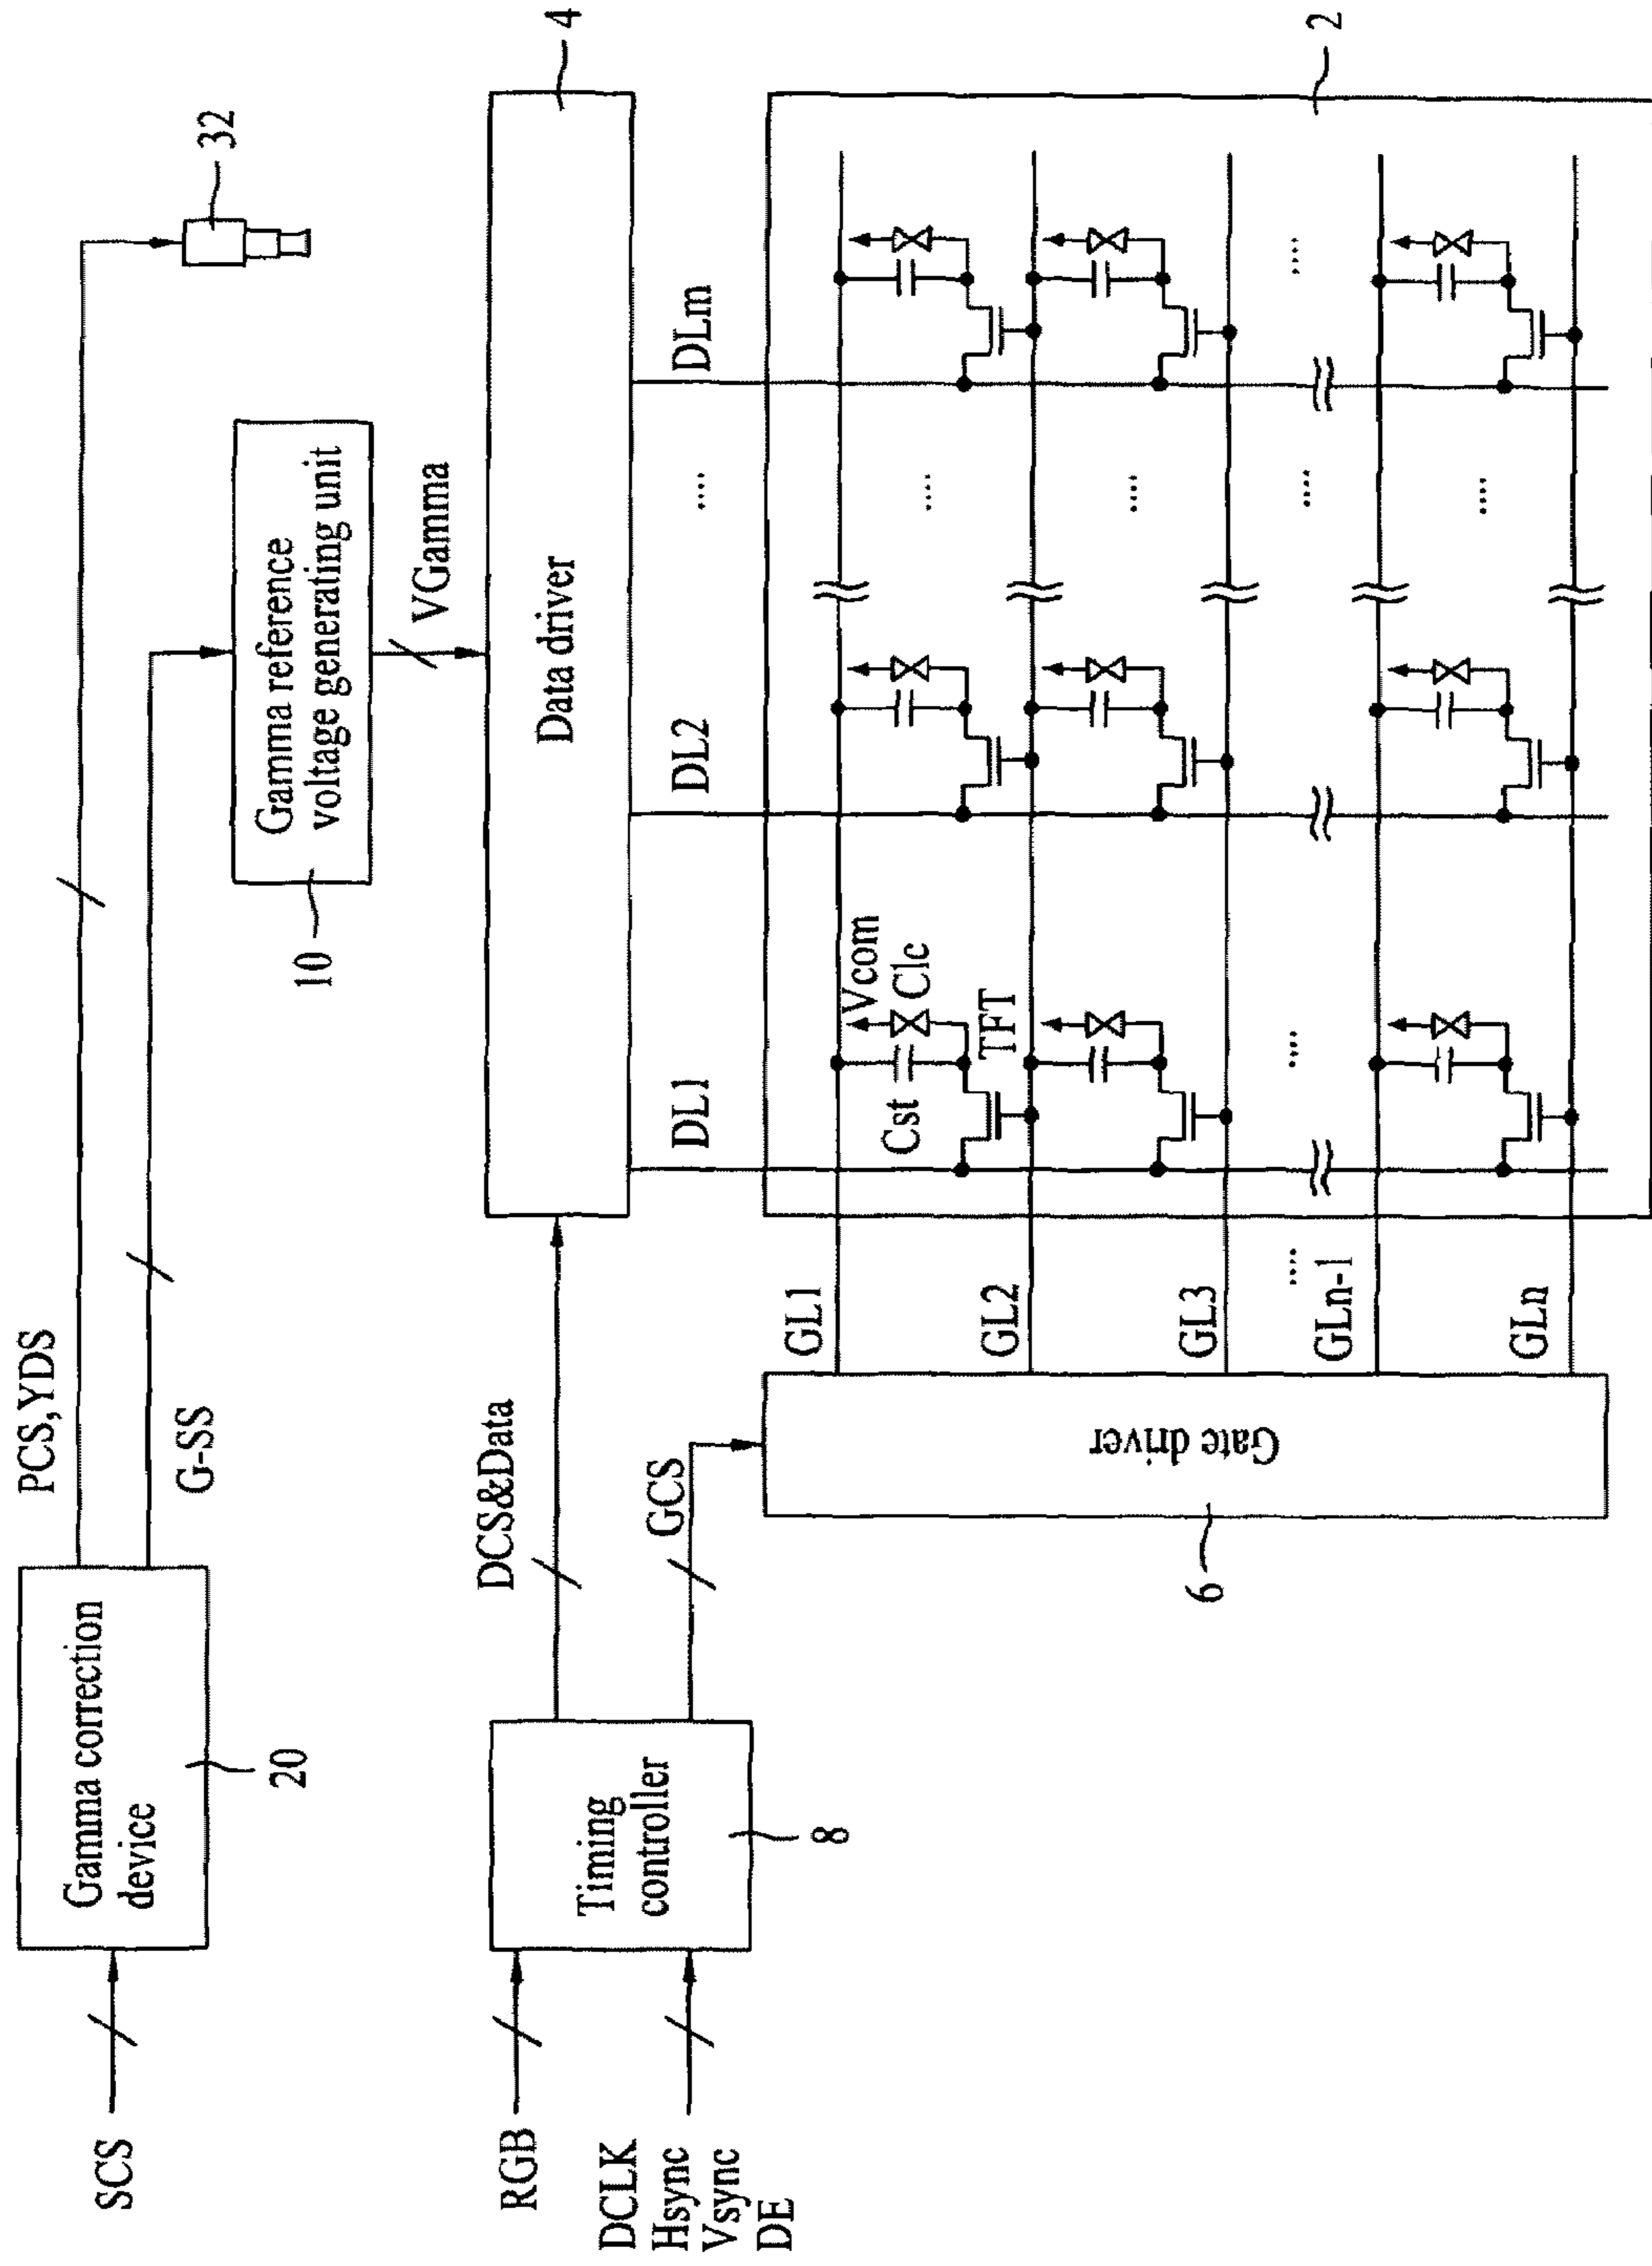 SCS
Gamma correction
device
20
PCS,YDS
G-SS
32
Gamma reference
voltage generating unit
10
VGamma
RGB
DCLK
Hsync
Vsync
DE
Timing
controller
8
DCS&Data
GCS
Data driver
4
DL1
DL2
....
DLm
Gate driver
6
GL1
GL2
GL3
....
GLn-1
GLn
Vcom
Clc
Cst
TFT
....
....
....
....
....
....
2